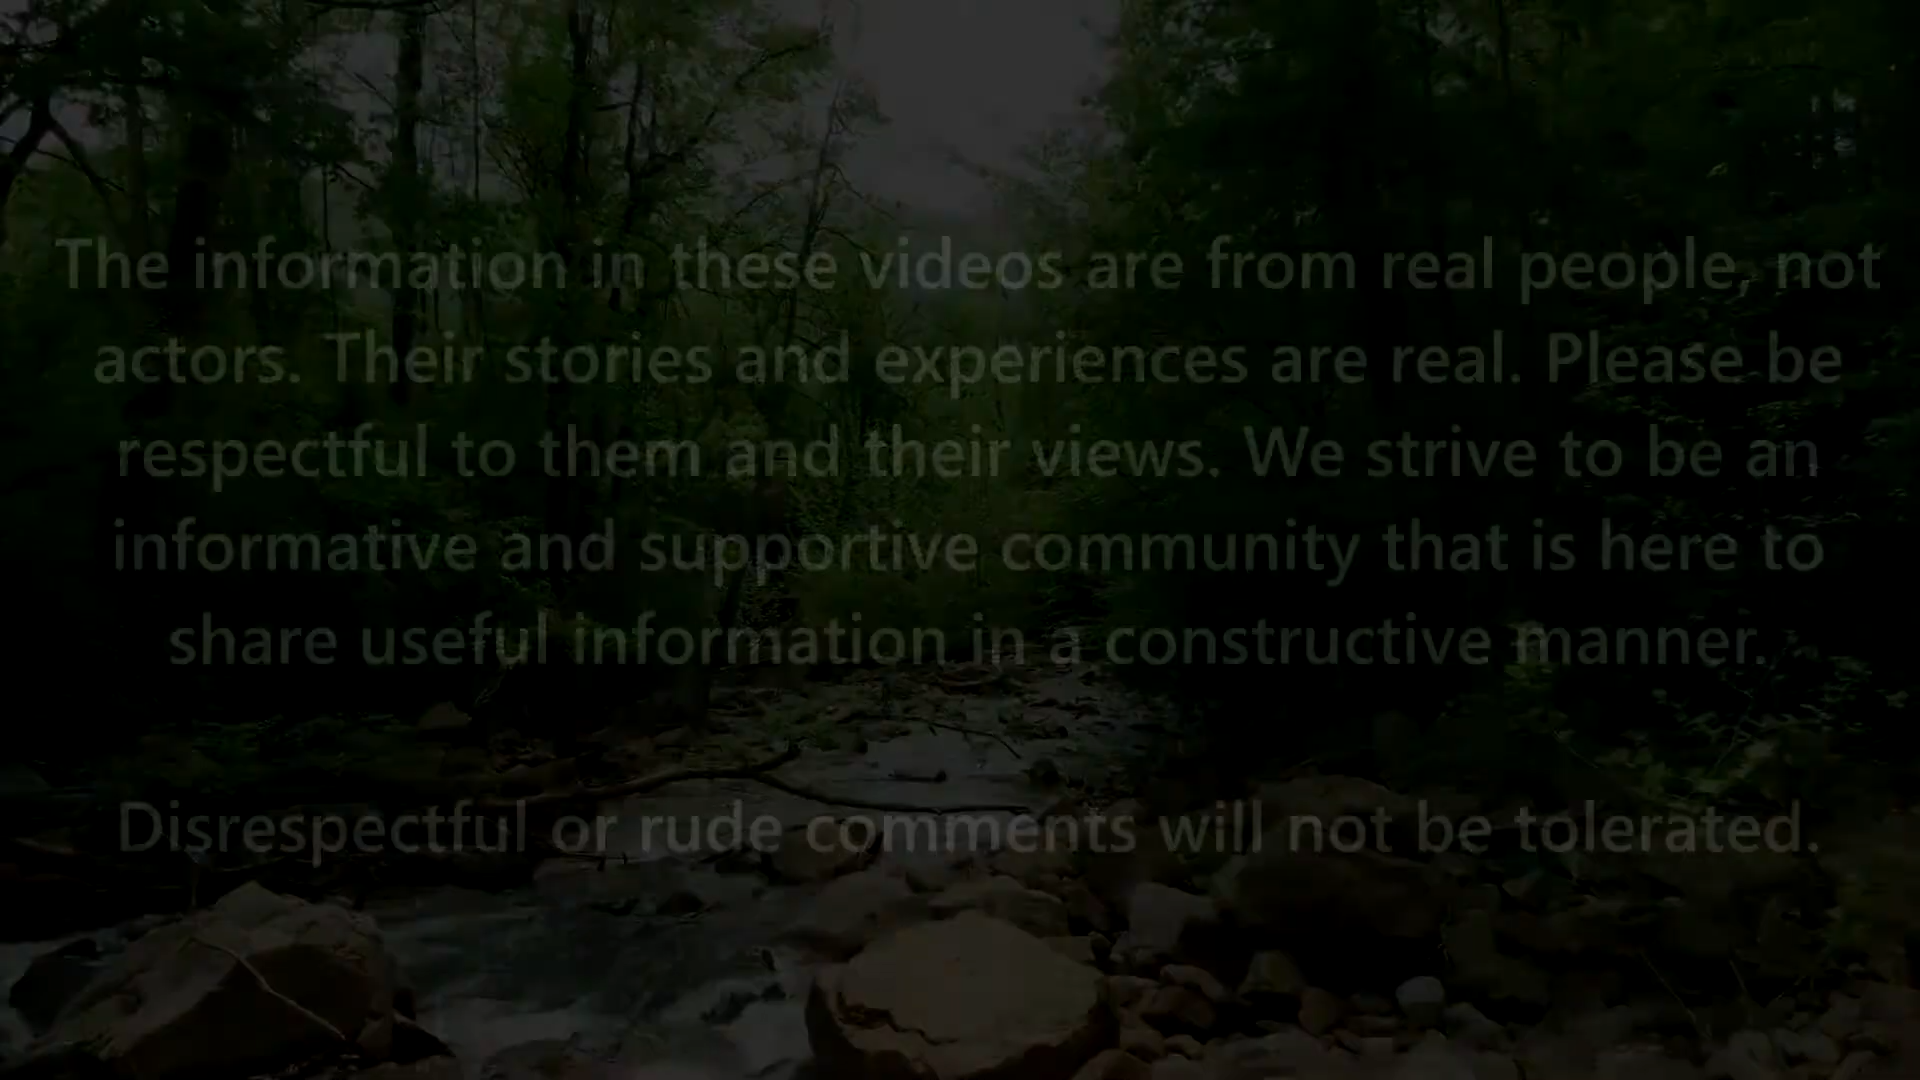 The information in these videos are from real people, not
actors. Their stories and experiences are real. Please be
respectful to them and their views. We strive to be an
informative and supportive community that is here to
share useful information in a constructive manner.
Disrespectful or rude comments will not be tolerated.